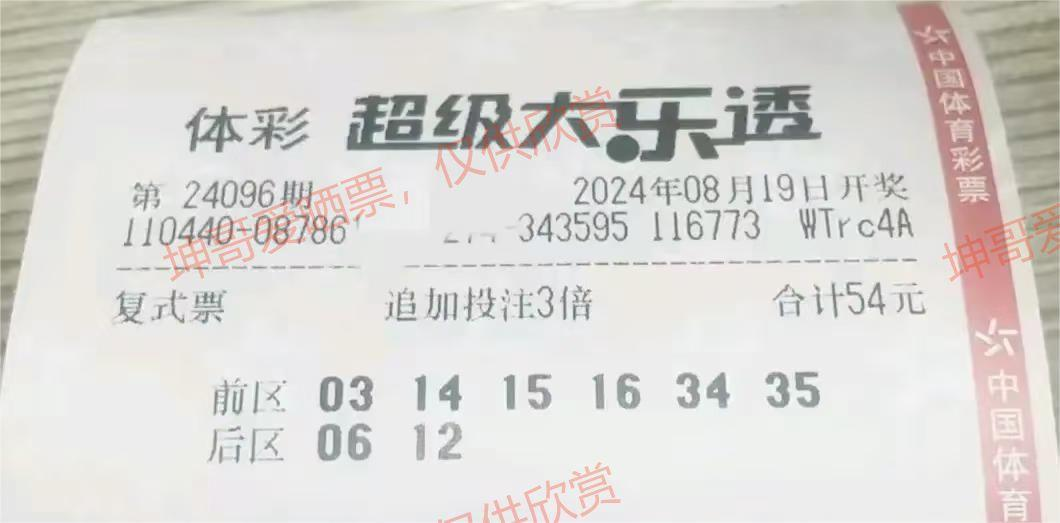 体彩 超级大乐透
第 24096期 2024年08月19日开奖
110440-08786 343595 116773 WTrc4A
复式票 追加投注3倍 合计54元
前区 03 14 15 16 34 35
后区 06 12
中国体育彩票
中国体育
坤哥爱晒票，仅供欣赏
坤哥爱
仅供欣赏